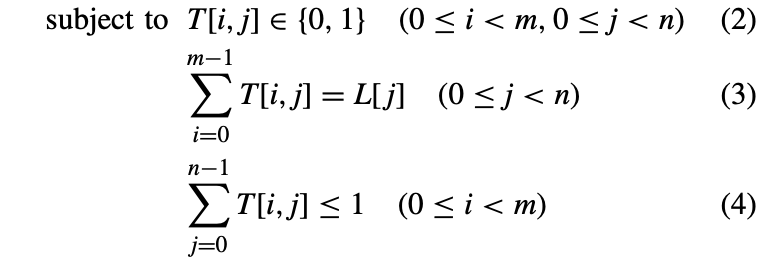 subject to T[i, j] ∈ {0, 1} (0 ≤ i < m, 0 ≤ j < n) (2)
m−1
∑ T[i, j] = L[j] (0 ≤ j < n) (3)
i=0
n−1
∑ T[i, j] ≤ 1 (0 ≤ i < m) (4)
j=0